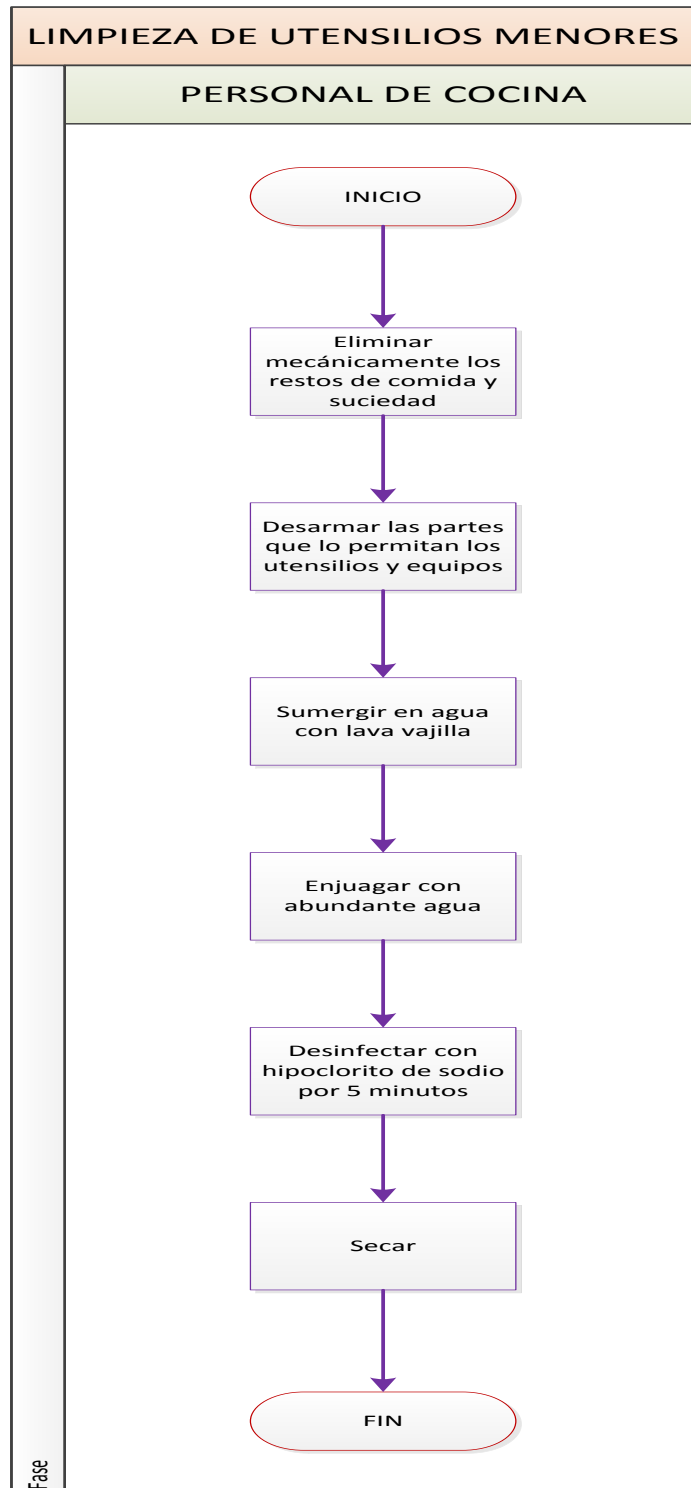 LIMPIEZA DE UTENSILIOS MENORES
PERSONAL DE COCINA
INICIO
Eliminar
mecánicamente los
restos de comida y
suciedad
Desarmar las partes
que lo permitan los
utensilios y equipos
Sumergir en agua
con lava vajilla
Enjuagar con
abundante agua
Desinfectar con
hipoclorito de sodio
por 5 minutos
Secar
FIN
Fase